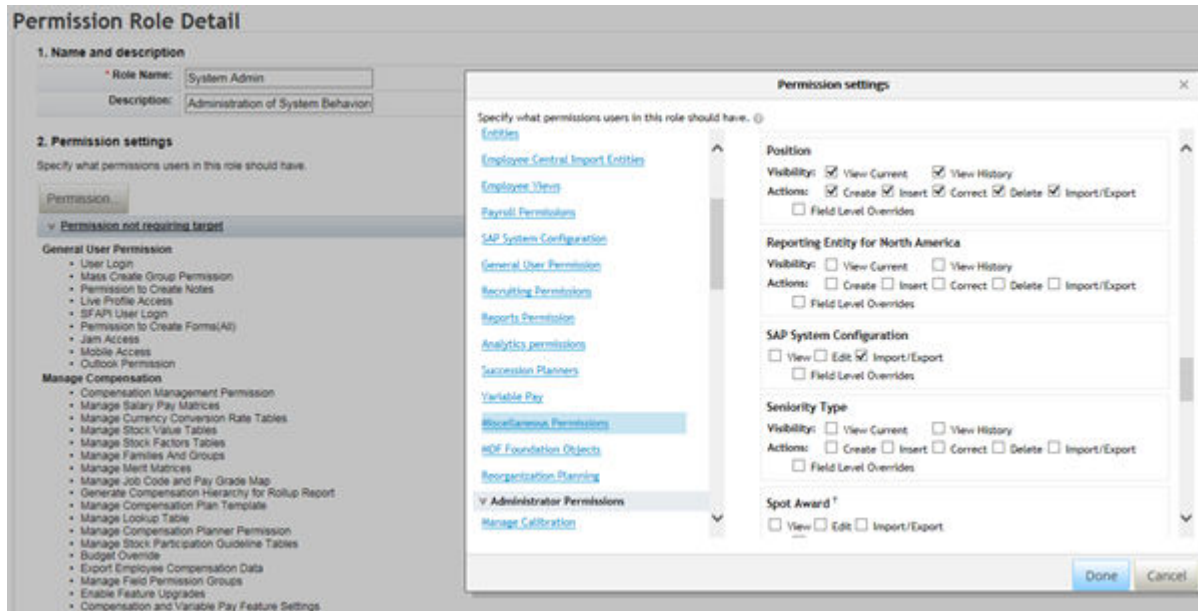 Permission Role Detail
1. Name and description
* Role Name: System Admin
Description: Administration of System Behavior
2. Permission settings
Specify what permissions users in this role should have.
Permission...
Permission not requiring target
General User Permission
• User Login
• Mass Create Group Permission
• Permission to Create Notes
• Live Profile Access
• SFAPI User Login
• Permission to Create Forms(All)
• Jam Access
• Mobile Access
• Outlook Permission
Manage Compensation
• Compensation Management Permission
• Manage Salary Pay Matrices
• Manage Currency Conversion Rate Tables
• Manage Stock Value Tables
• Manage Stock Factors Tables
• Manage Families And Groups
• Manage Merit Matrices
• Manage Job Code and Pay Grade Map
• Generate Compensation Hierarchy for Rollup Report
• Manage Compensation Plan Template
• Manage Lookup Table
• Manage Compensation Planner Permission
• Manage Stock Participation Guideline Tables
• Budget Override
• Export Employee Compensation Data
• Manage Field Permission Groups
• Enable Feature Upgrades
• Compensation and Variable Pay Feature Settings
Permission settings
Specify what permissions users in this role should have.
Entities
Employee Central Import Entities
Employee Views
Payroll Permissions
SAP System Configuration
General User Permission
Recruiting Permissions
Reports Permission
Analytics permissions
Succession Planners
Variable Pay
Miscellaneous Permissions
MDF Foundation Objects
Reorganization Planning
Administrator Permissions
Manage Calibration
Position
Visibility: View Current View History
Actions: Create Insert Correct Delete Import/Export
Field Level Overrides
Reporting Entity for North America
Visibility: View Current View History
Actions: Create Insert Correct Delete Import/Export
Field Level Overrides
SAP System Configuration
View Edit Import/Export
Field Level Overrides
Seniority Type
Visibility: View Current View History
Actions: Create Insert Correct Delete Import/Export
Field Level Overrides
Spot Award †
View Edit Import/Export
Done Cancel